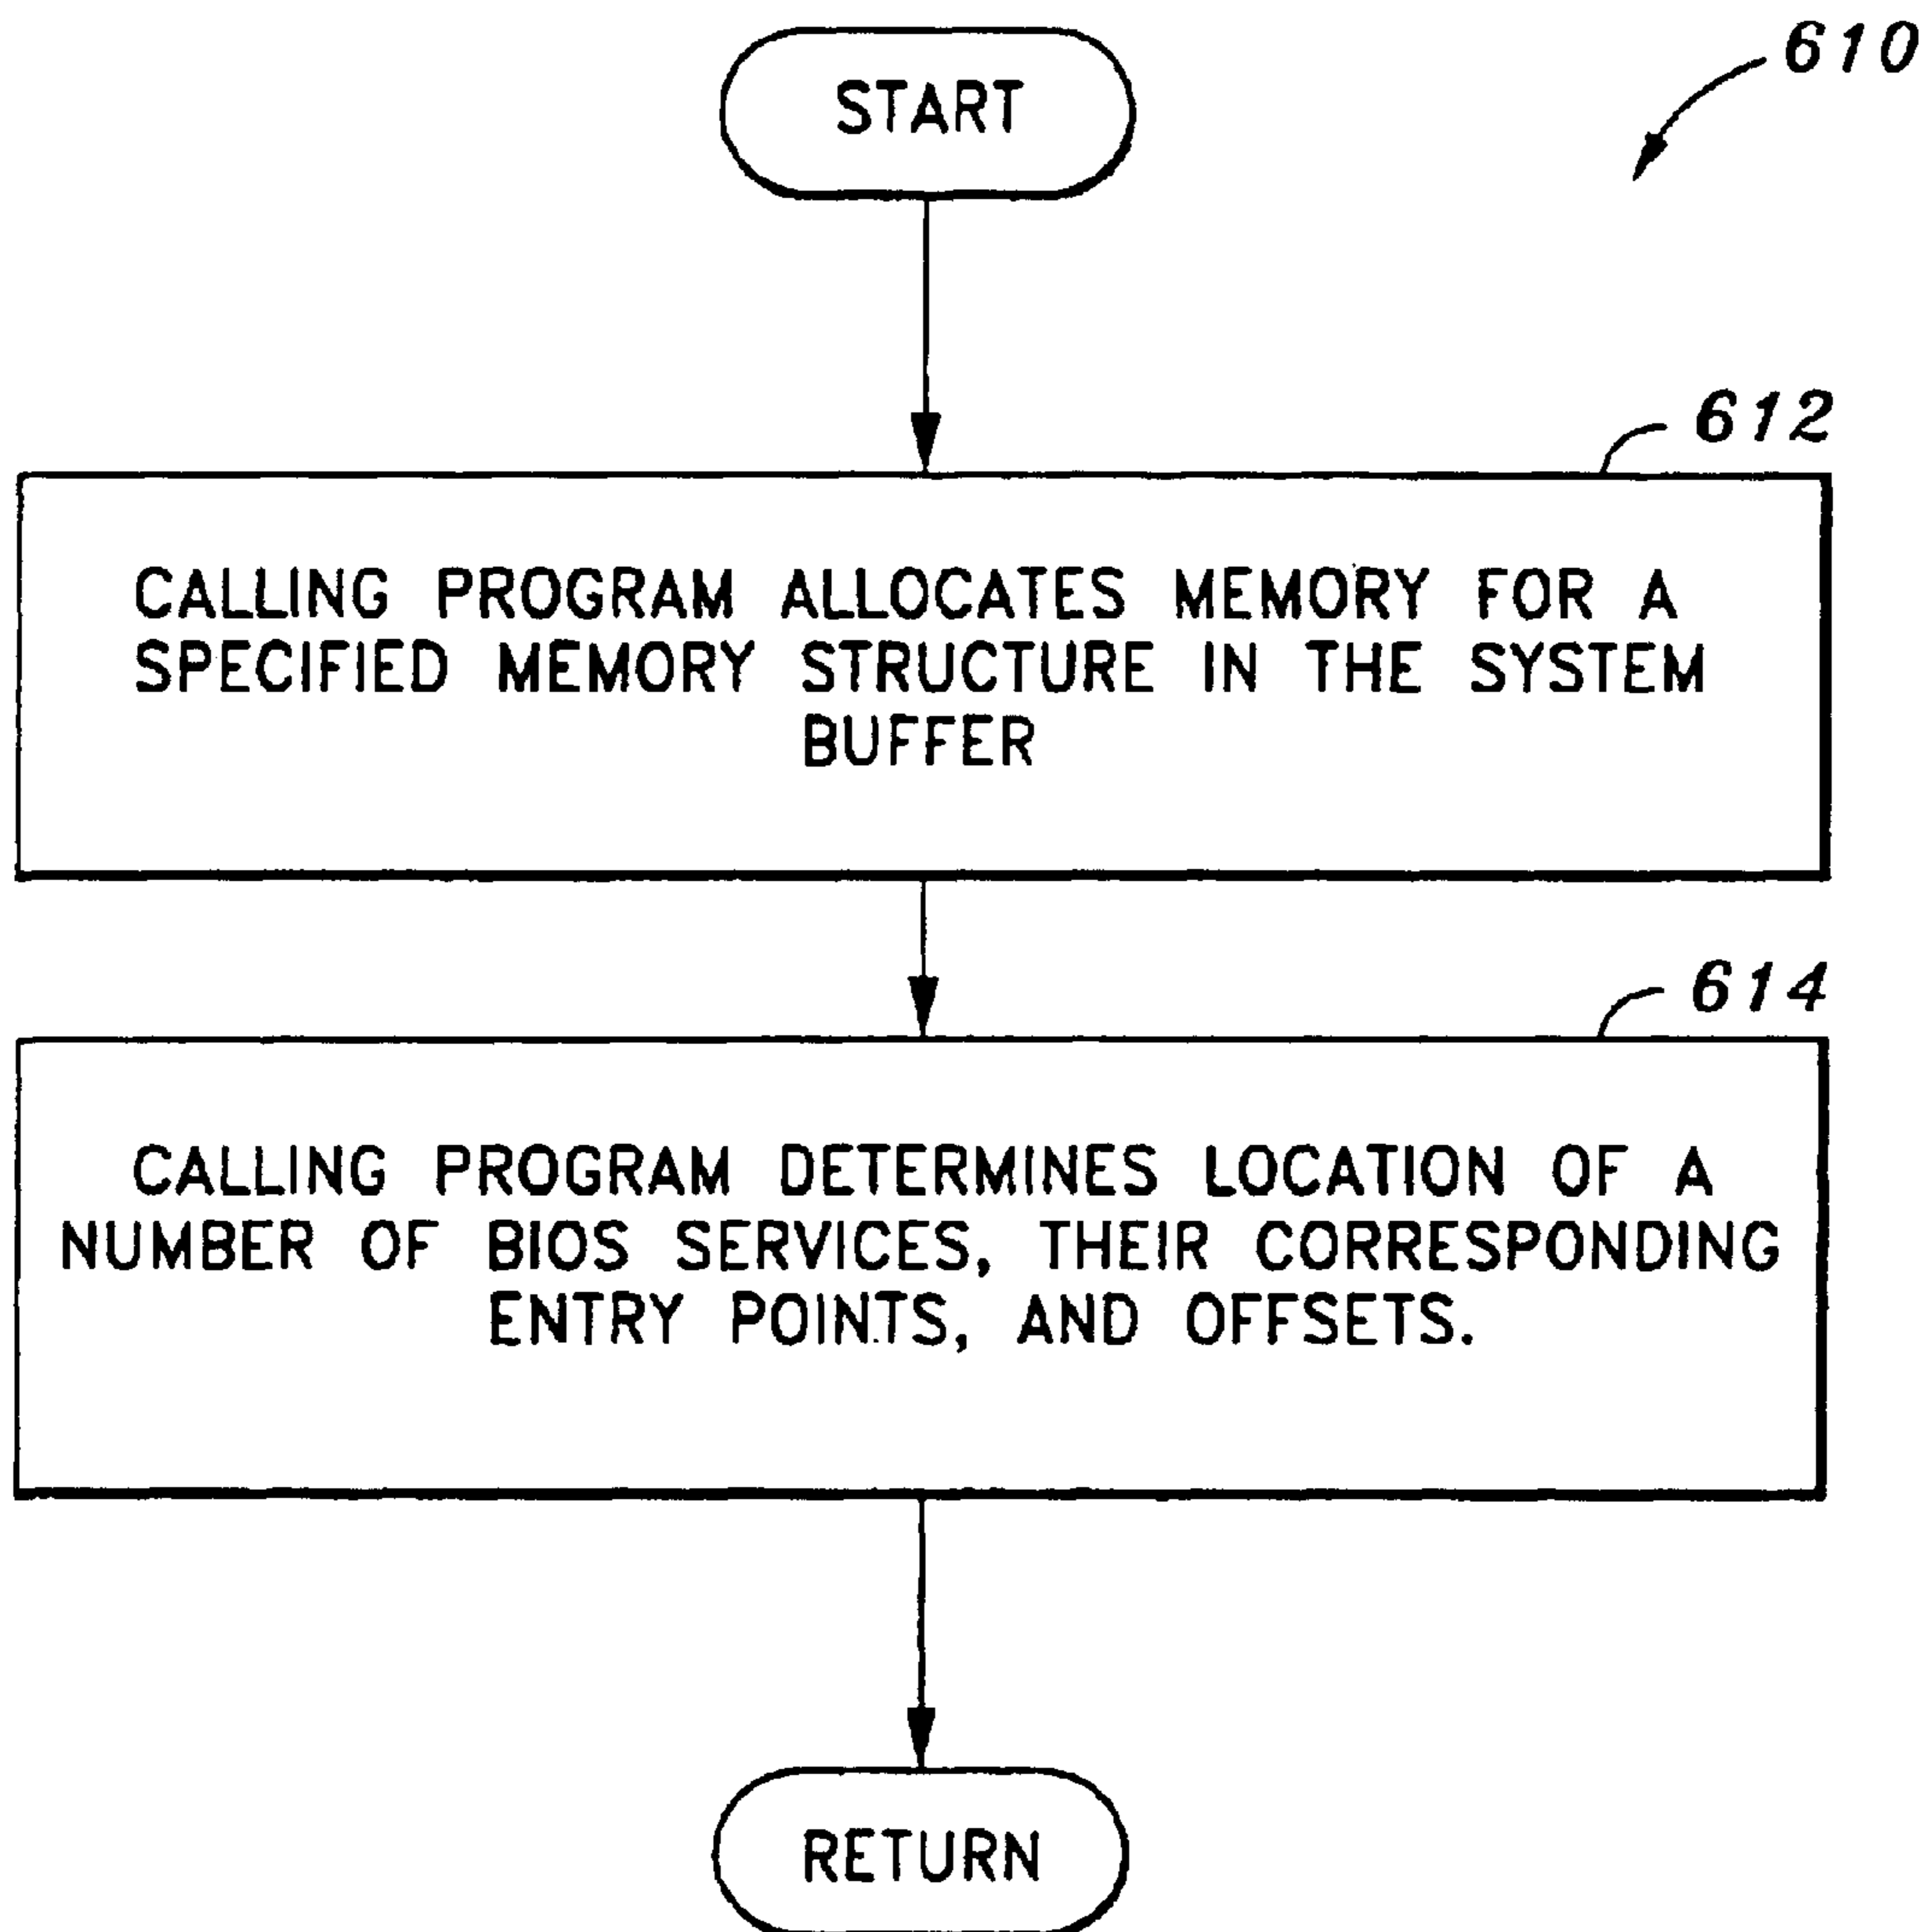 START
610
612
CALLING PROGRAM ALLOCATES MEMORY FOR A
SPECIFIED MEMORY STRUCTURE IN THE SYSTEM
BUFFER
614
CALLING PROGRAM DETERMINES LOCATION OF A
NUMBER OF BIOS SERVICES, THEIR CORRESPONDING
ENTRY POINTS, AND OFFSETS.
RETURN